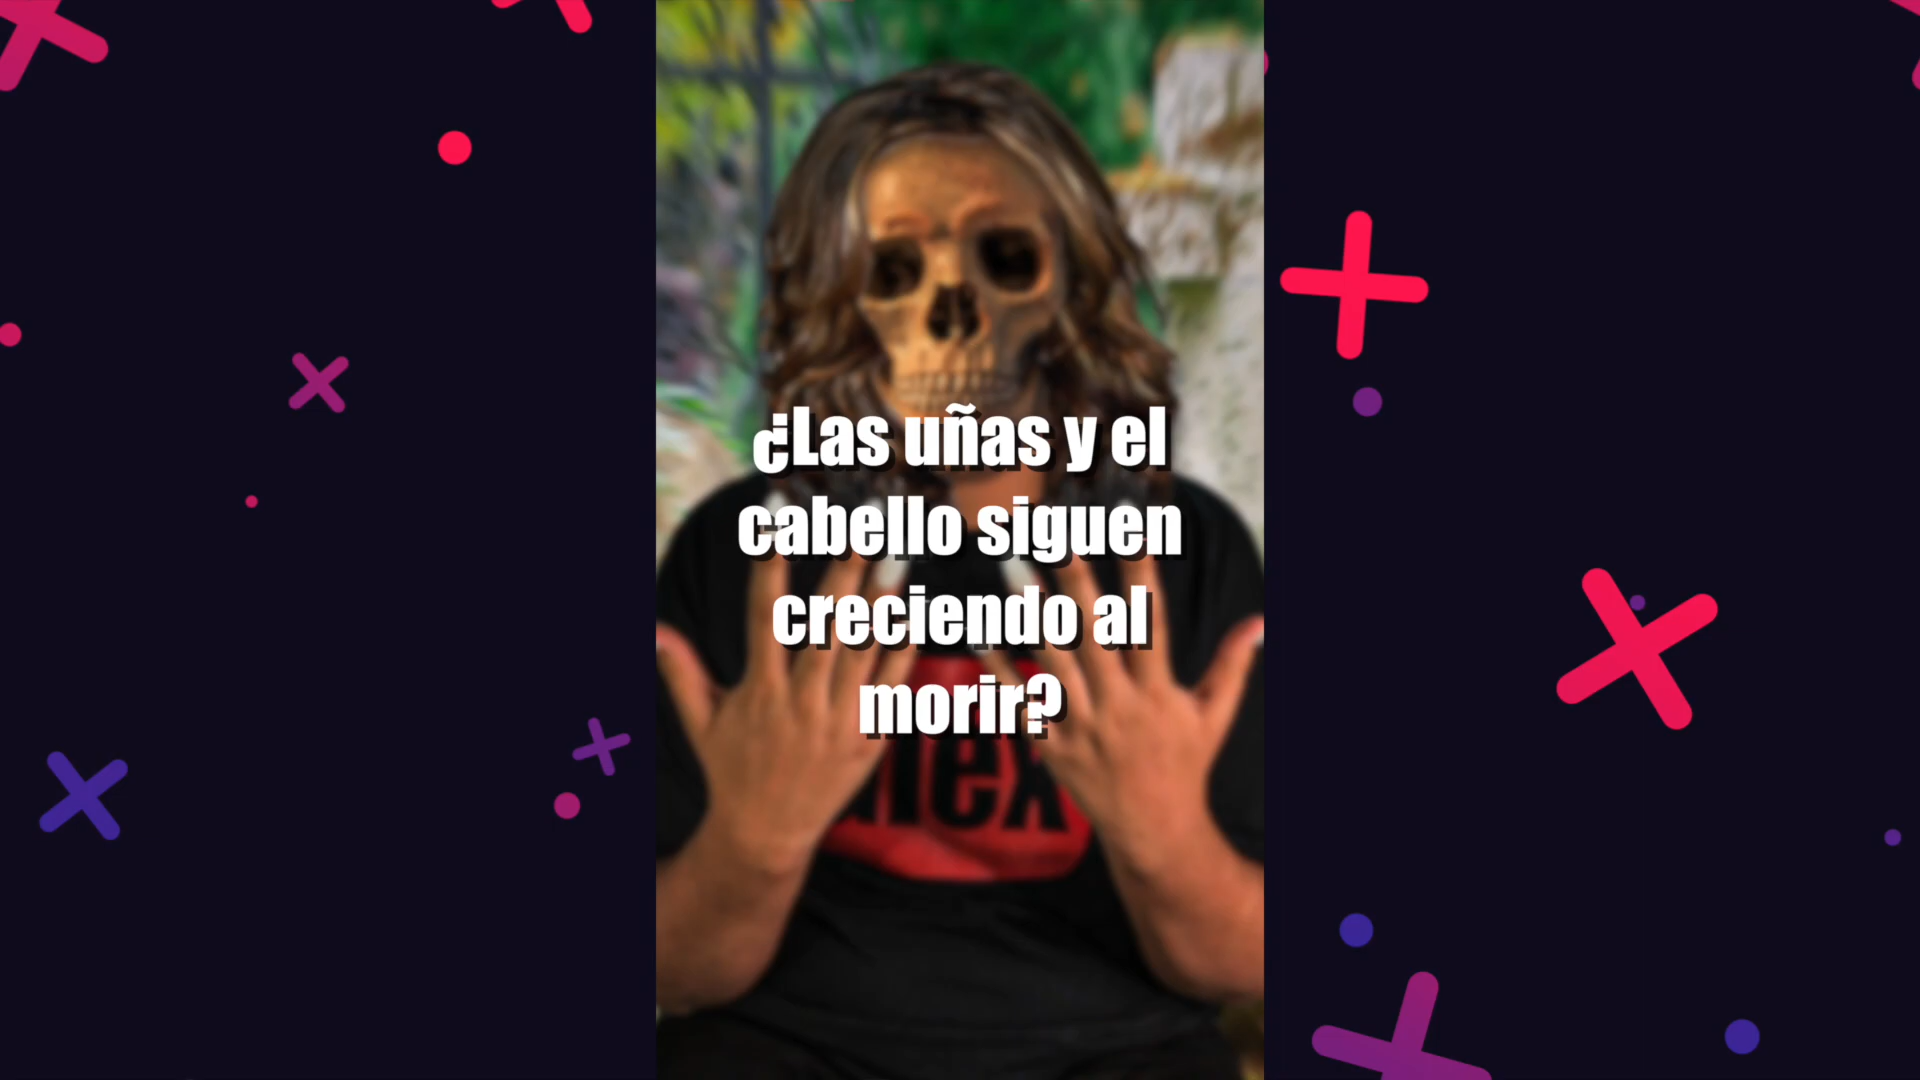 ¿Las uñas y el
cabello siguen
creciendo al
morir?